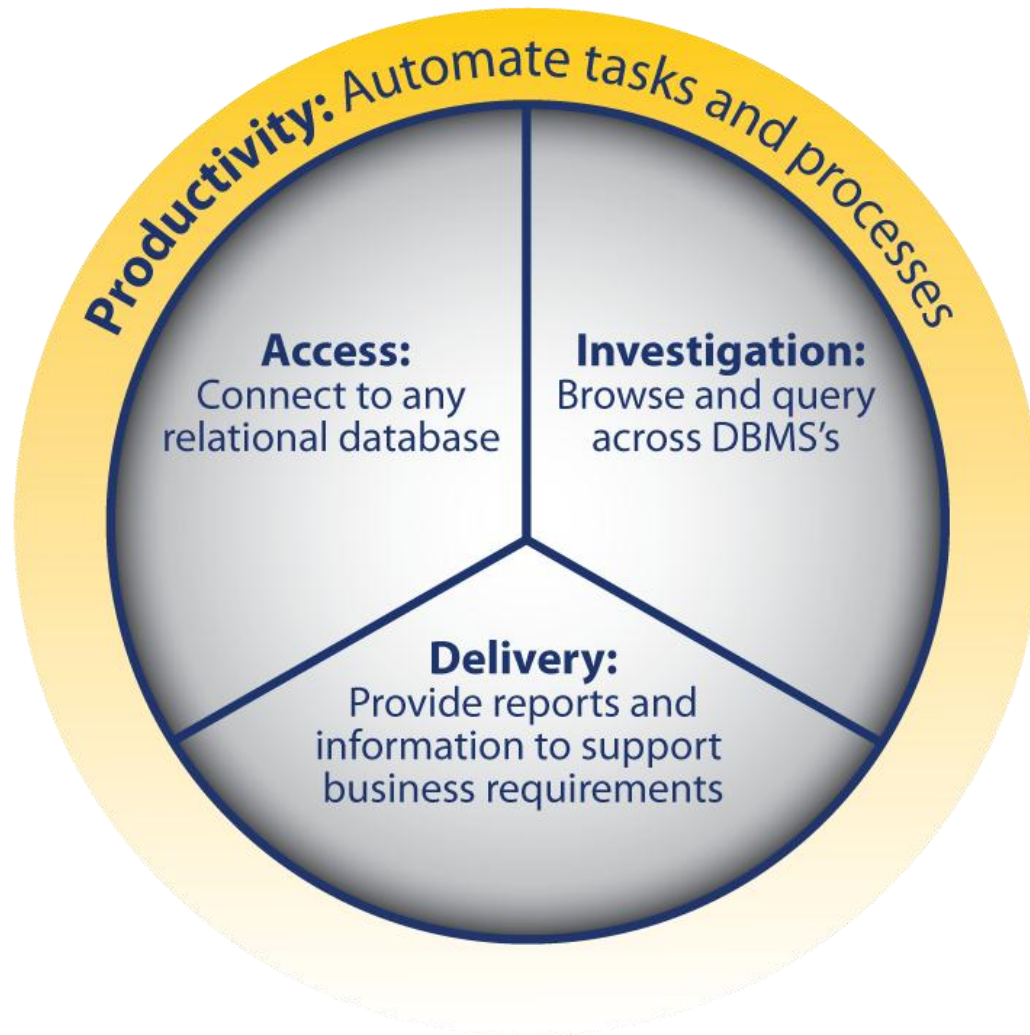 Productivity: Automate tasks and processes
Access:
Connect to any
relational database
Investigation:
Browse and query
across DBMS’s
Delivery:
Provide reports and
information to support
business requirements